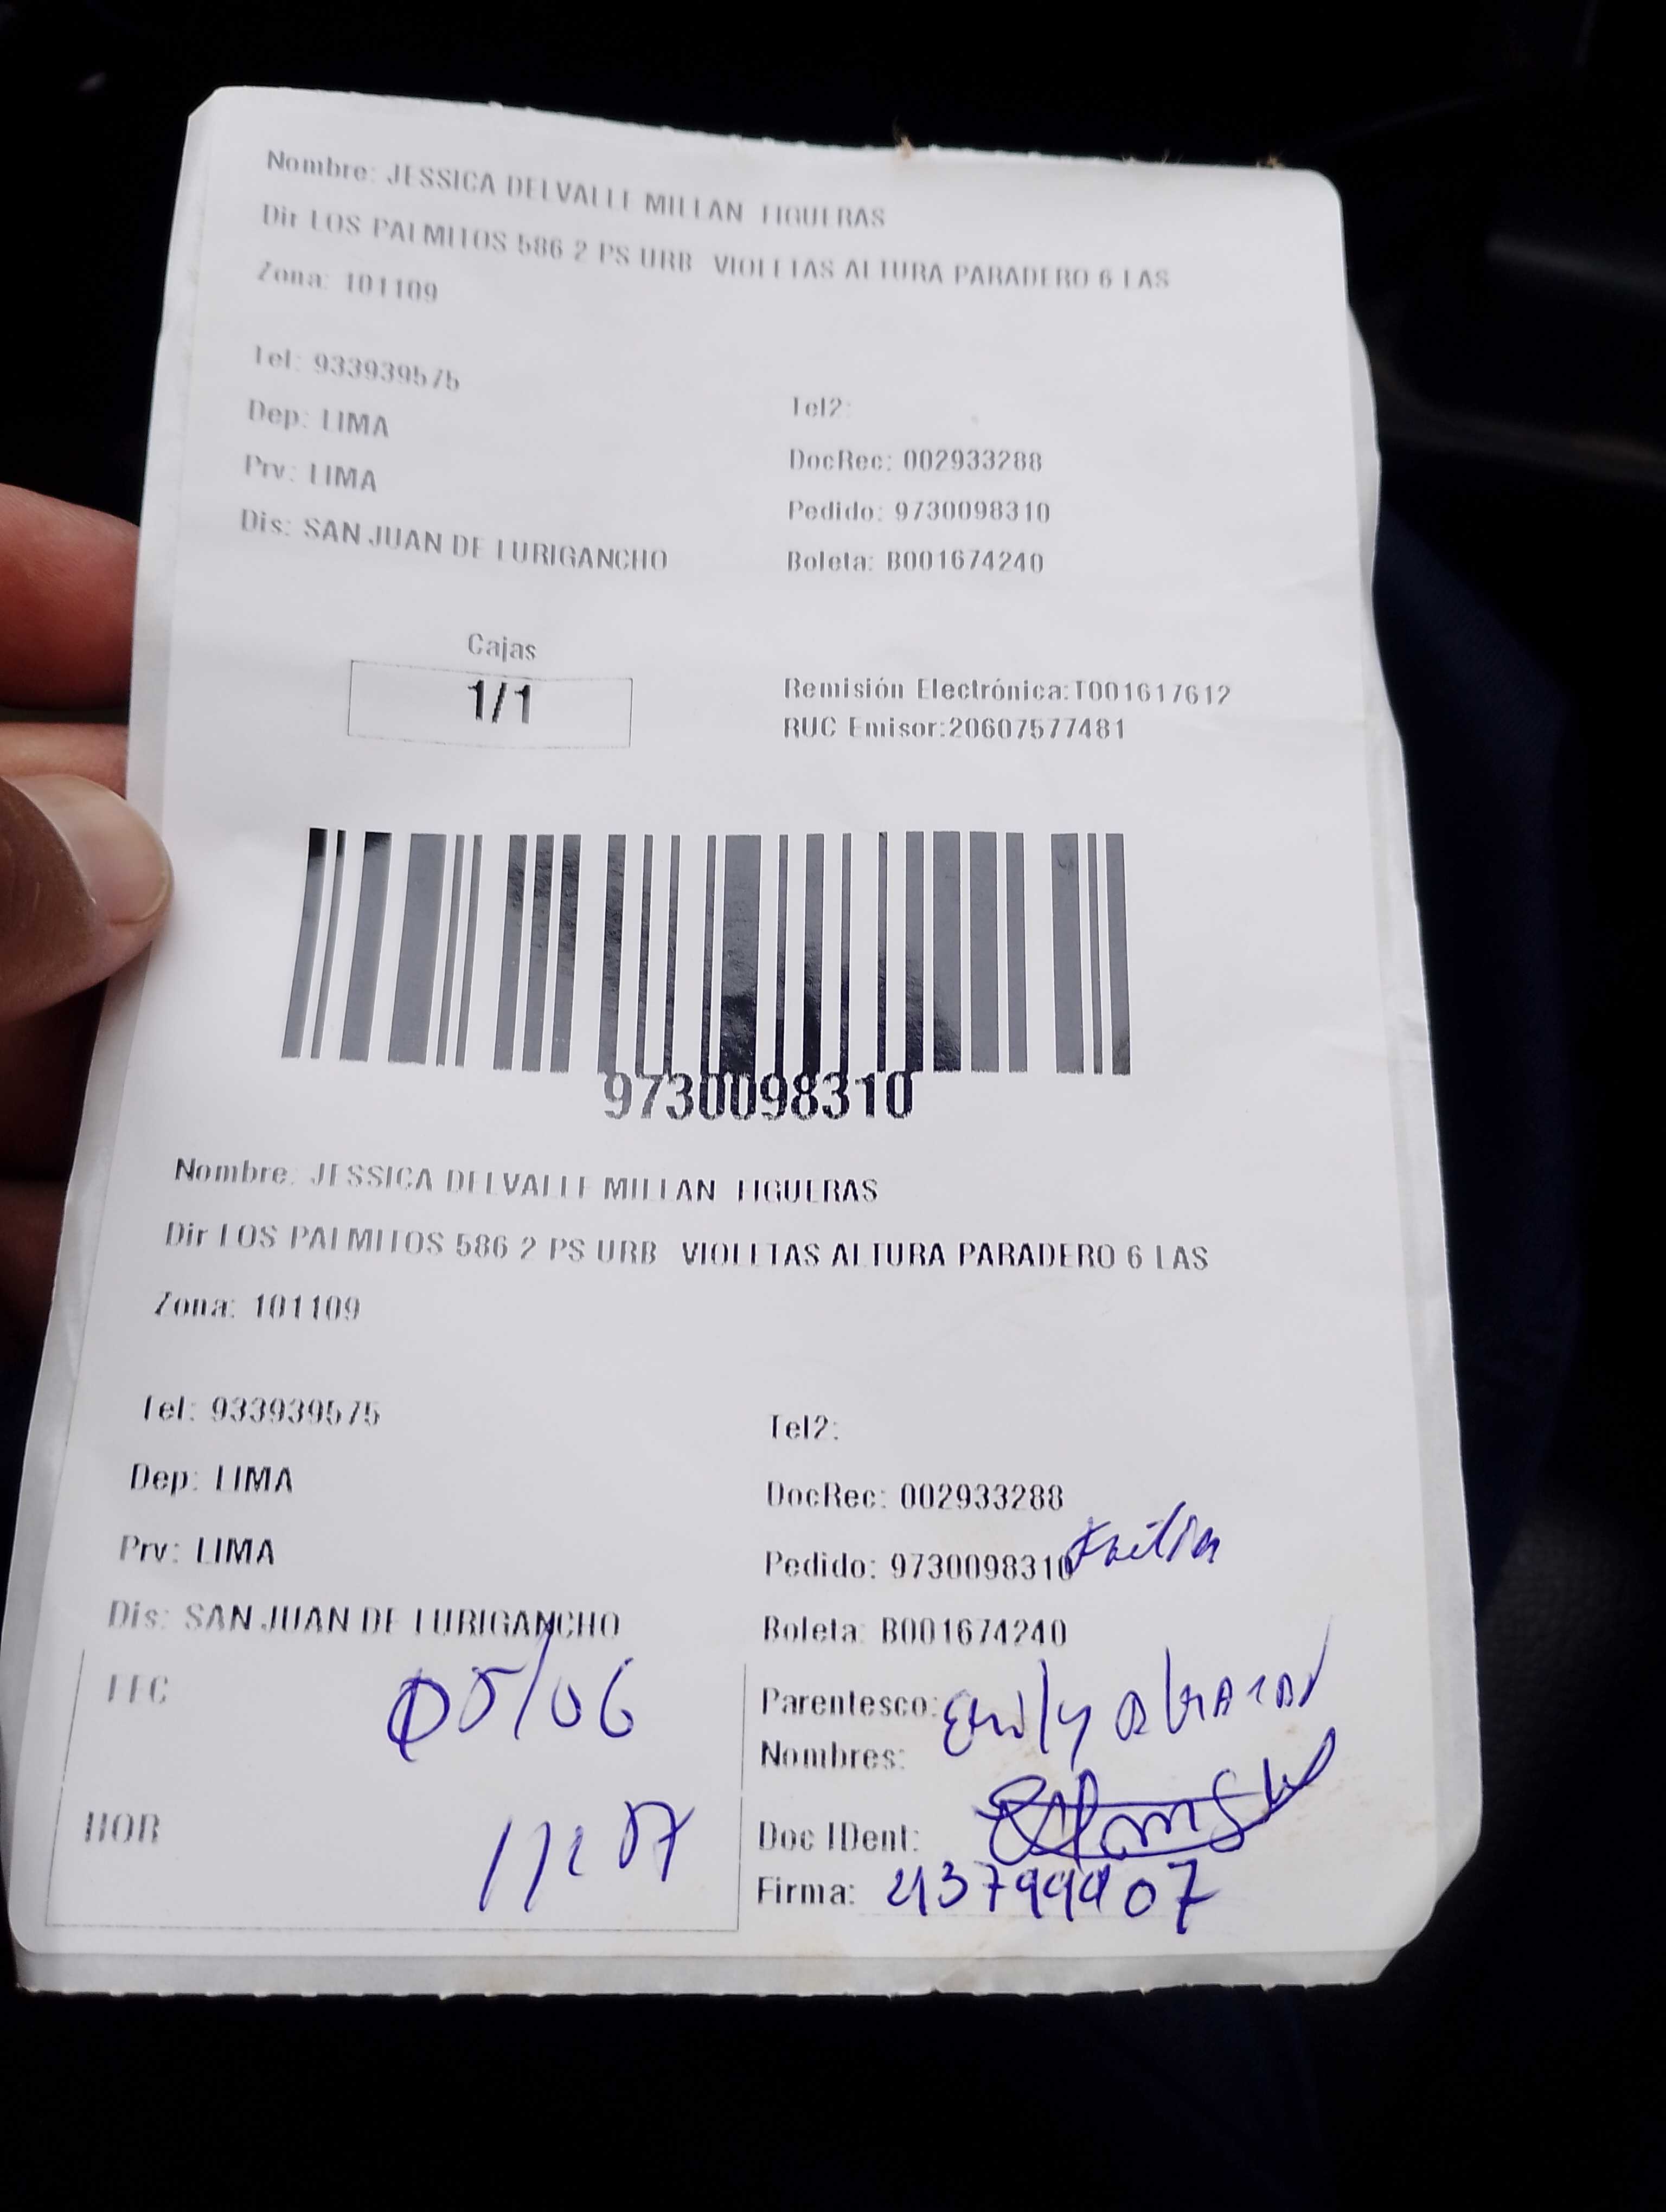 Nombre: JESSICA DELVALLE MILLAN FIGUERAS
Dir LOS PALMITOS 586 2 PS URB VIOLETAS ALTURA PARADERO 6 LAS
Zona: 101109
Tel: 933939575
Tel2:
Dep: LIMA
DocRec: 002933288
Prv: LIMA
Pedido: 9730098310
Dis: SAN JUAN DE LURIGANCHO
Boleta: B001674240
Cajas
1/1
Remisión Electrónica:T001617612
RUC Emisor:20607577481
9730098310
Nombre: JESSICA DELVALLE MILLAN FIGUERAS
Dir LOS PALMITOS 586 2 PS URB VIOLETAS ALTURA PARADERO 6 LAS
Zona: 101109
Tel: 933939575
Tel2:
Dep: LIMA
DocRec: 002933288
Prv: LIMA
Pedido: 9730098310
Dis: SAN JUAN DE LURIGANCHO
Boleta: B001674240
FEC 05/06
Parentesco: Emily
Nombres:
HOR
Doc IDent:
Firma: